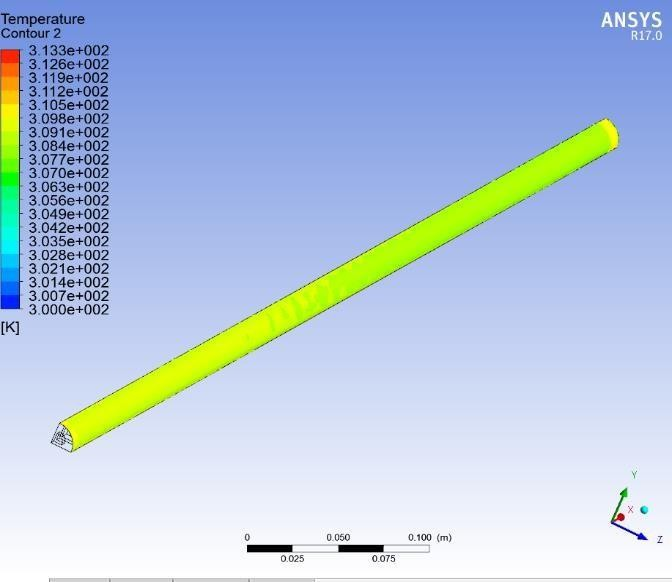 Temperature
Contour 2
3.133e+002
3.126e+002
3.119e+002
3.112e+002
3.105e+002
3.098e+002
3.091e+002
3.084e+002
3.077e+002
3.070e+002
3.063e+002
3.056e+002
3.049e+002
3.042e+002
3.035e+002
3.028e+002
3.021e+002
3.014e+002
3.007e+002
3.000e+002
[K]
ANSYS
R17.0
0 0.050 0.100 (m)
0.025 0.075
Y
X
Z